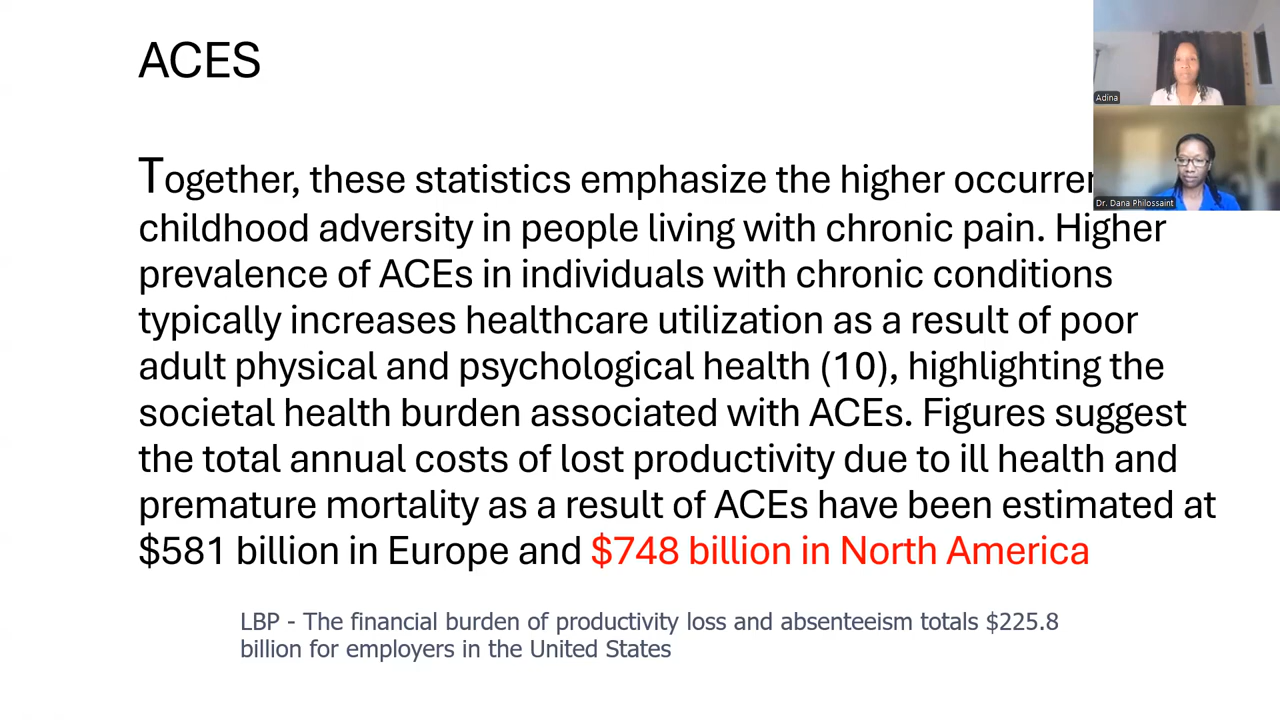 ACES
Adina
Together, these statistics emphasize the higher
Dr. Dana Philossaint
childhood adversity in people living with chronic pain. Higher
prevalence of ACEs in individuals with chronic conditions
typically increases healthcare utilization as a result of poor
adult physical and psychological health (10), highlighting the
societal health burden associated with ACEs. Figures suggest
the total annual costs of lost productivity due to ill health and
premature mortality as a result of ACEs have been estimated at
$581 billion in Europe and $748 billion in North America
LBP - The financial burden of productivity loss and absenteeism totals $225.8
billion for employers in the United States